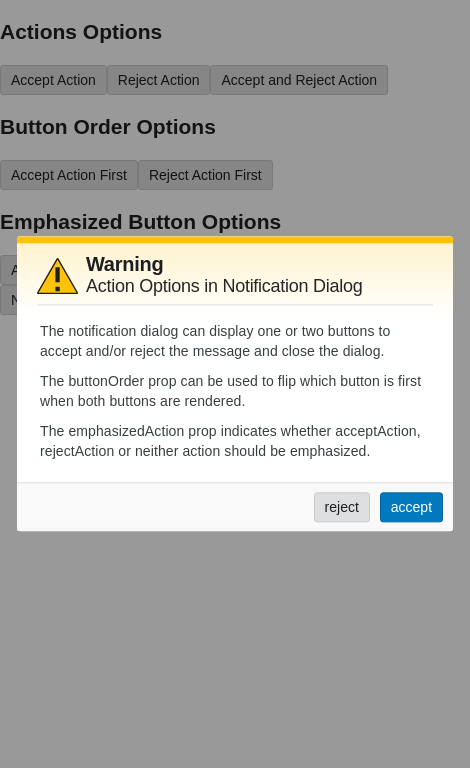 Actions Options
Accept Action Reject Action Accept and Reject Action
Button Order Options
Accept Action First Reject Action First
Emphasized Button Options
Warning
Action Options in Notification Dialog
The notification dialog can display one or two buttons to
accept and/or reject the message and close the dialog.
The buttonOrder prop can be used to flip which button is first
when both buttons are rendered.
The emphasizedAction prop indicates whether acceptAction,
rejectAction or neither action should be emphasized.
reject accept